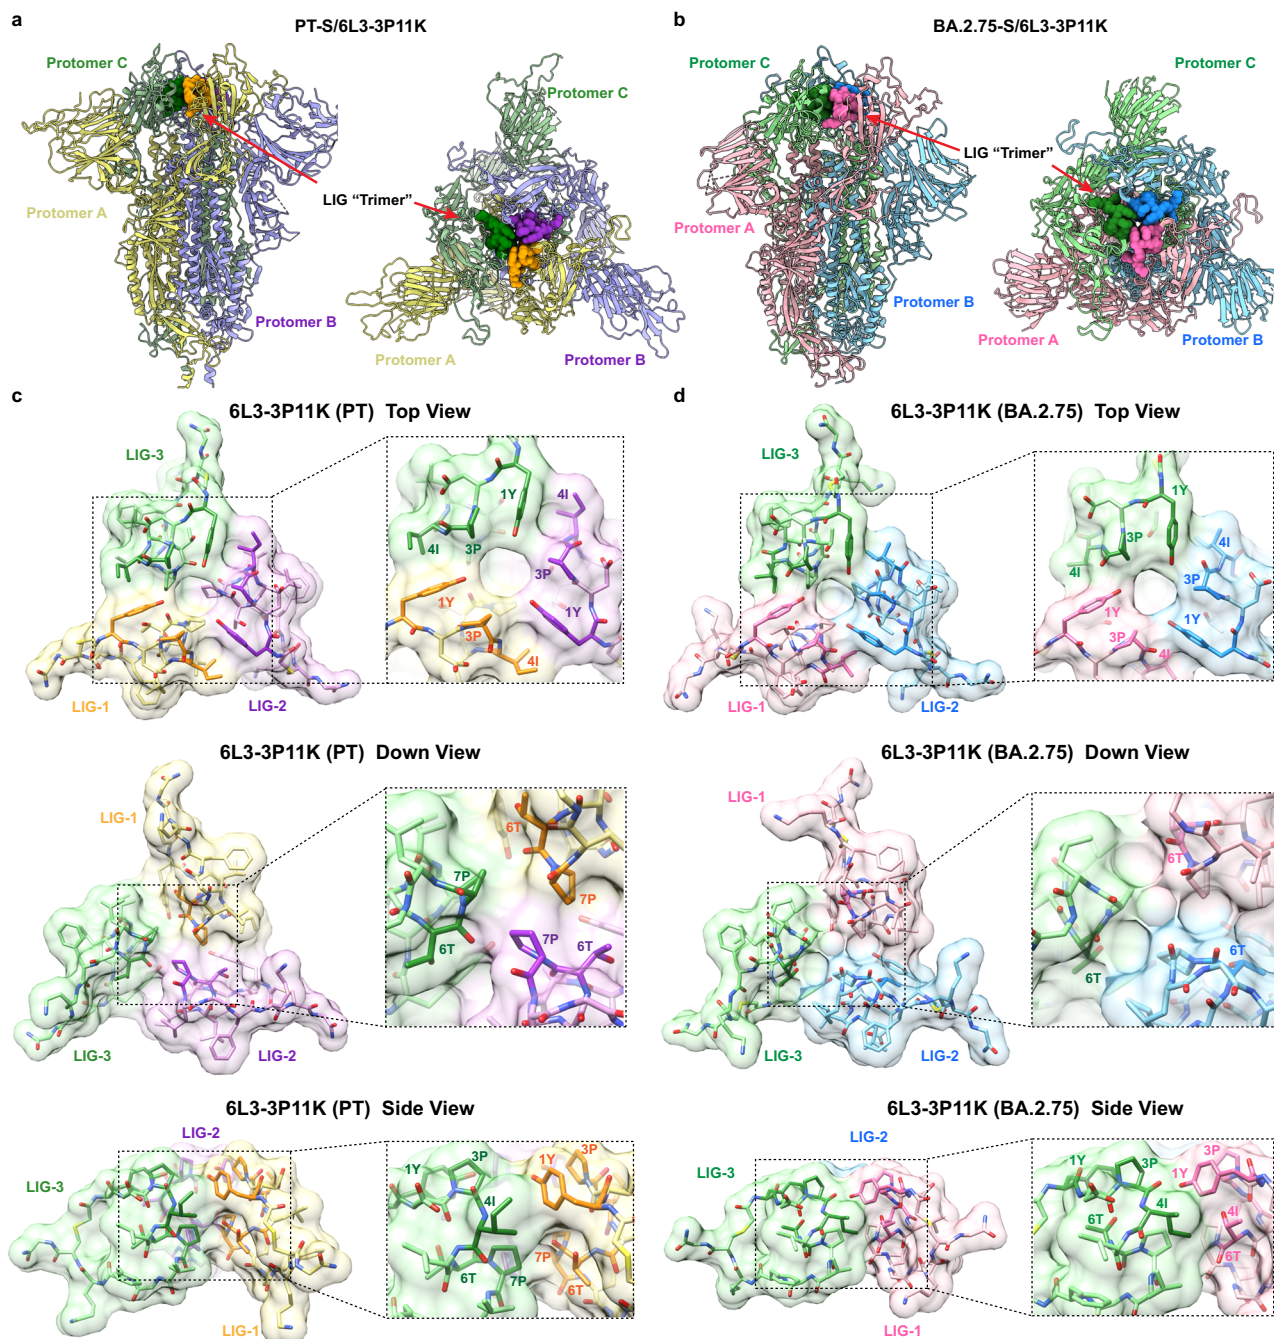 a
PT-S/6L3-3P11K
Protomer C
Protomer C
LIG “Trimer”
Protomer A
Protomer B
Protomer A
Protomer B
b
BA.2.75-S/6L3-3P11K
Protomer C
Protomer C
LIG “Trimer”
Protomer A
Protomer B
Protomer A
Protomer B
c
6L3-3P11K (PT) Top View
LIG-3
LIG-1
LIG-2
1Y
4I
4I
3P
3P
1Y
1Y
3P
4I
6L3-3P11K (PT) Down View
LIG-1
LIG-3
LIG-2
6T
7P
7P
7P
6T
6T
6L3-3P11K (PT) Side View
LIG-2
LIG-3
LIG-1
1Y
3P
1Y
3P
4I
6T
7P
7P
6T
d
6L3-3P11K (BA.2.75) Top View
LIG-3
LIG-1
LIG-2
1Y
4I
3P
4I
3P
1Y
1Y
3P
4I
6L3-3P11K (BA.2.75) Down View
LIG-1
LIG-3
LIG-2
6T
6T
6T
6L3-3P11K (BA.2.75) Side View
LIG-2
LIG-3
LIG-1
1Y
3P
1Y
3P
4I
4I
6T
6T